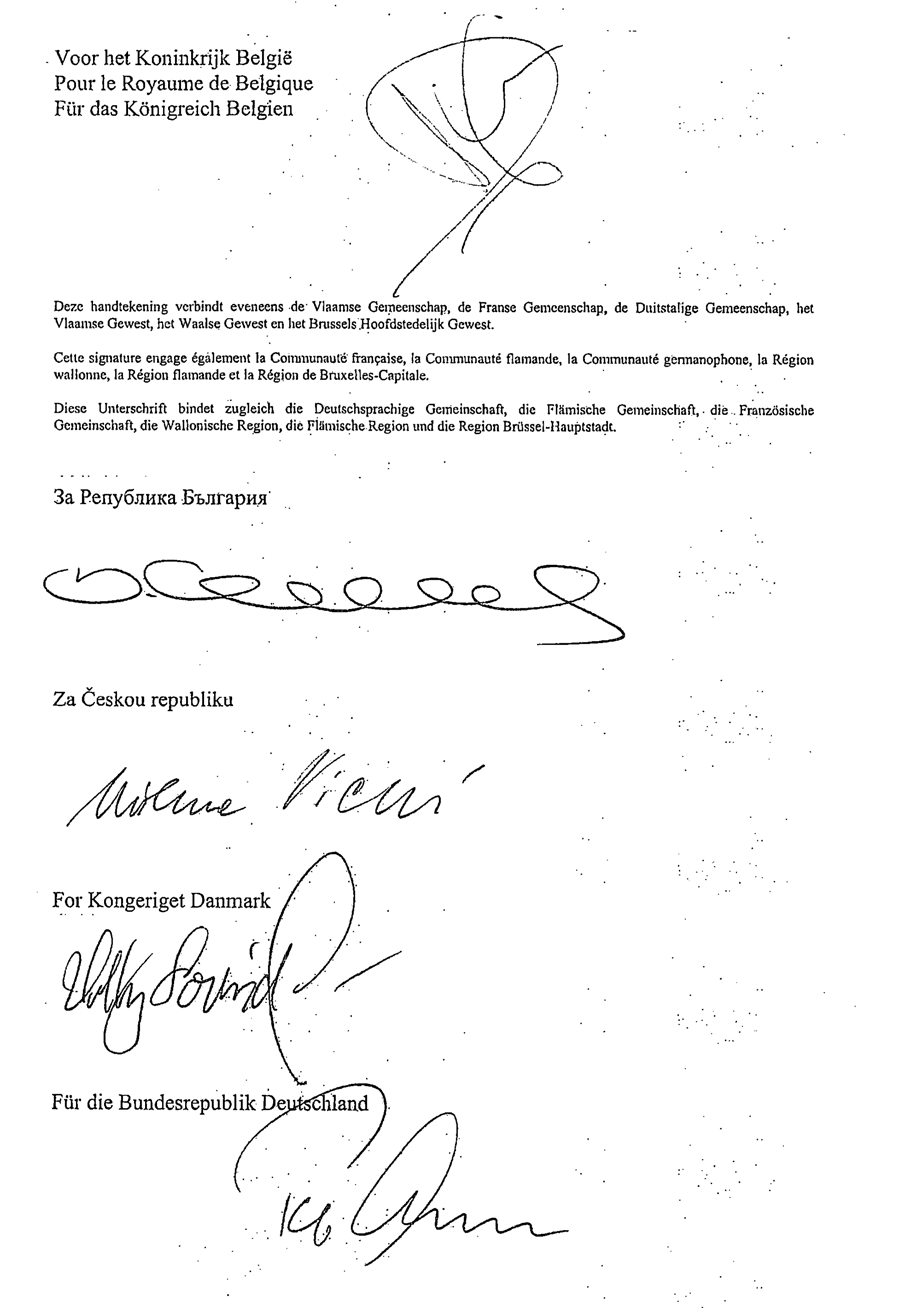 Voor het Koninkrijk België
Pour le Royaume de Belgique
Für das Königreich Belgien
Deze handtekening verbindt eveneens de Vlaamse Gemeenschap, de Franse Gemeenschap, de Duitstalige Gemeenschap, het
Vlaamse Gewest, het Waalse Gewest en het Brussels Hoofdstedelijk Gewest.
Cette signature engage également la Communauté française, la Communauté flamande, la Communauté germanophone, la Région
wallonne, la Région flamande et la Région de Bruxelles-Capitale.
Diese Unterschrift bindet zugleich die Deutschsprachige Gemeinschaft, die Flämische Gemeinschaft, die Französische
Gemeinschaft, die Wallonische Region, die Flämische Region und die Region Brüssel-Hauptstadt.
За Република България
Za Českou republiku
For Kongeriget Danmark
Für die Bundesrepublik Deutschland